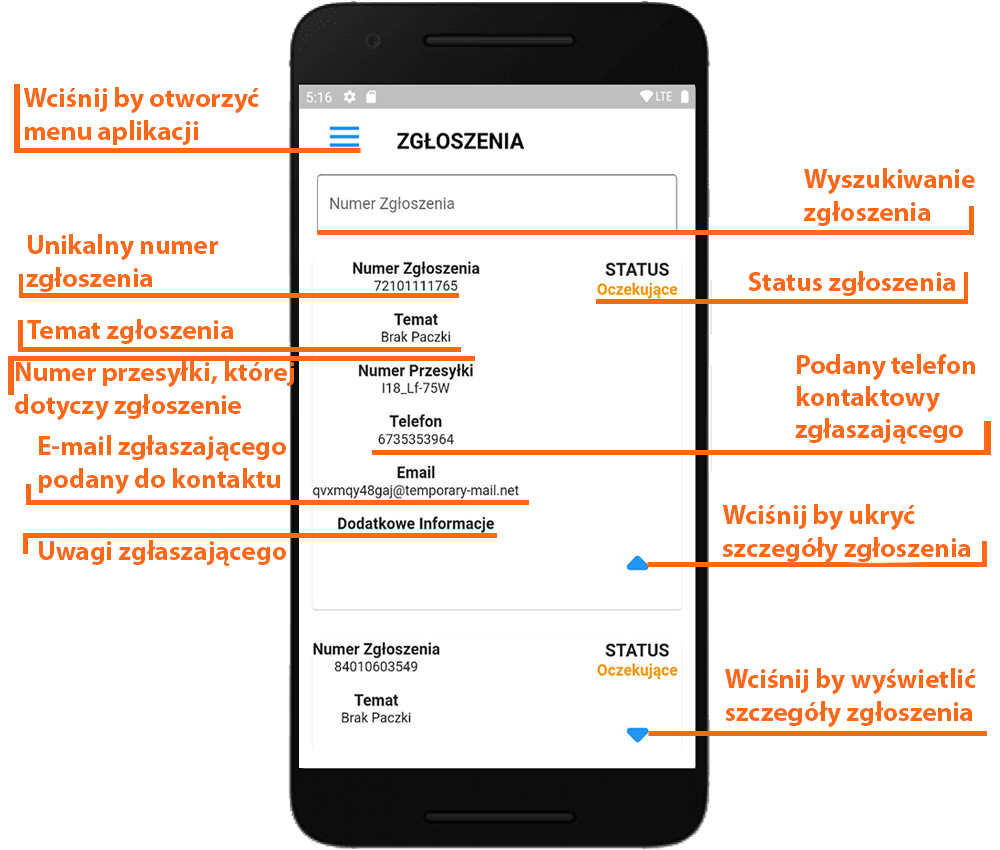 Wciśnij by otworzyć
menu aplikacji
5:16
LTE
ZGŁOSZENIA
Numer Zgłoszenia
Wyszukiwanie
zgłoszenia
Unikalny numer
zgłoszenia
Numer Zgłoszenia
72101111765
STATUS
Oczekujące
Status zgłoszenia
Temat zgłoszenia
Temat
Brak Paczki
Numer przesyłki, której
dotyczy zgłoszenie
Numer Przesyłki
I18_Lf-75W
Podany telefon
kontaktowy
zgłaszającego
Telefon
6735353964
E-mail zgłaszającego
podany do kontaktu
Email
qvxmqy48gaj@temporary-mail.net
Uwagi zgłaszającego
Dodatkowe Informacje
Wciśnij by ukryć
szczegóły zgłoszenia
Numer Zgłoszenia
84010603549
STATUS
Oczekujące
Temat
Brak Paczki
Wciśnij by wyświetlić
szczegóły zgłoszenia